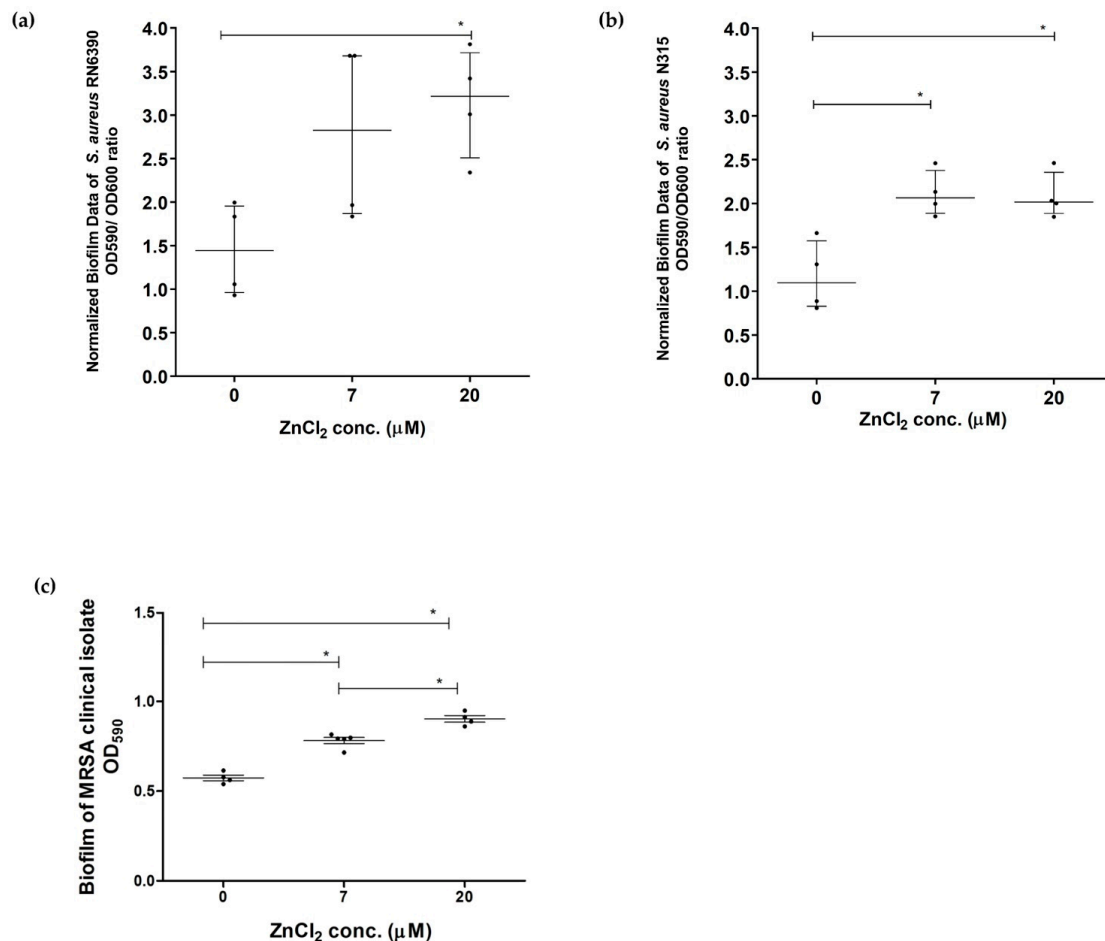 (a)
Normalized Biofilm Data of S. aureus RN6390
OD590/ OD600 ratio
4.0
3.5
3.0
2.5
2.0
1.5
1.0
0.5
0.0
*
0 7 20
ZnCl₂ conc. (μM)
(b)
Normalized Biofilm Data of S. aureus N315
OD590/OD600 ratio
4.0
3.5
3.0
2.5
2.0
1.5
1.0
0.5
0.0
*
*
0 7 20
ZnCl₂ conc. (μM)
(c)
Biofilm of MRSA clinical isolate
OD₅₉₀
1.5
1.0
0.5
0.0
*
*
*
0 7 20
ZnCl₂ conc. (μM)